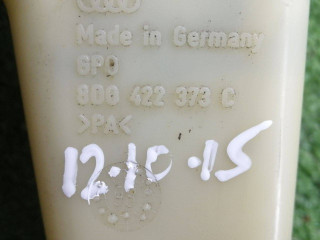 Made in Germany
GPO
8D0 422 373 C
>PA<
12.10.15